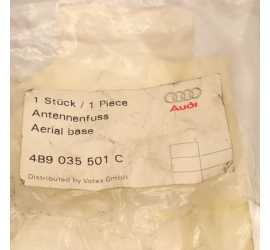 1 Stück / 1 Piece
Antennenfuss
Aerial base
Audi
4B9 035 501 C
Distributed by Votex GmbH